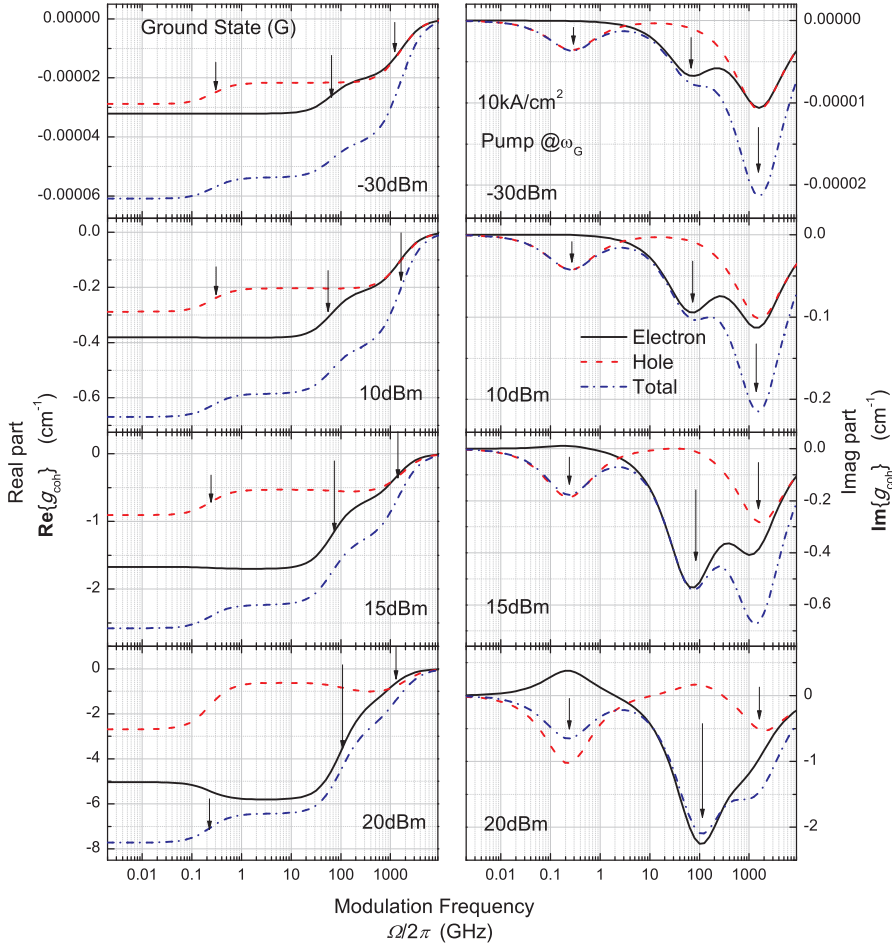 Ground State (G)
0.00000
-0.00002
-0.00004
-0.00006
-30dBm
0.00000
-0.00001
-0.00002
10kA/cm²
Pump @ω_G
-30dBm
0.0
-0.2
-0.4
-0.6
10dBm
0.0
-0.1
-0.2
Electron
Hole
Total
10dBm
0
-1
-2
15dBm
0.0
-0.2
-0.4
-0.6
15dBm
0
-2
-4
-6
-8
20dBm
0
-1
-2
20dBm
Real part
Re{g_coh} (cm⁻¹)
Imag part
Im{g_coh} (cm⁻¹)
0.01 0.1 1 10 100 1000
0.01 0.1 1 10 100 1000
Modulation Frequency
Ω/2π (GHz)